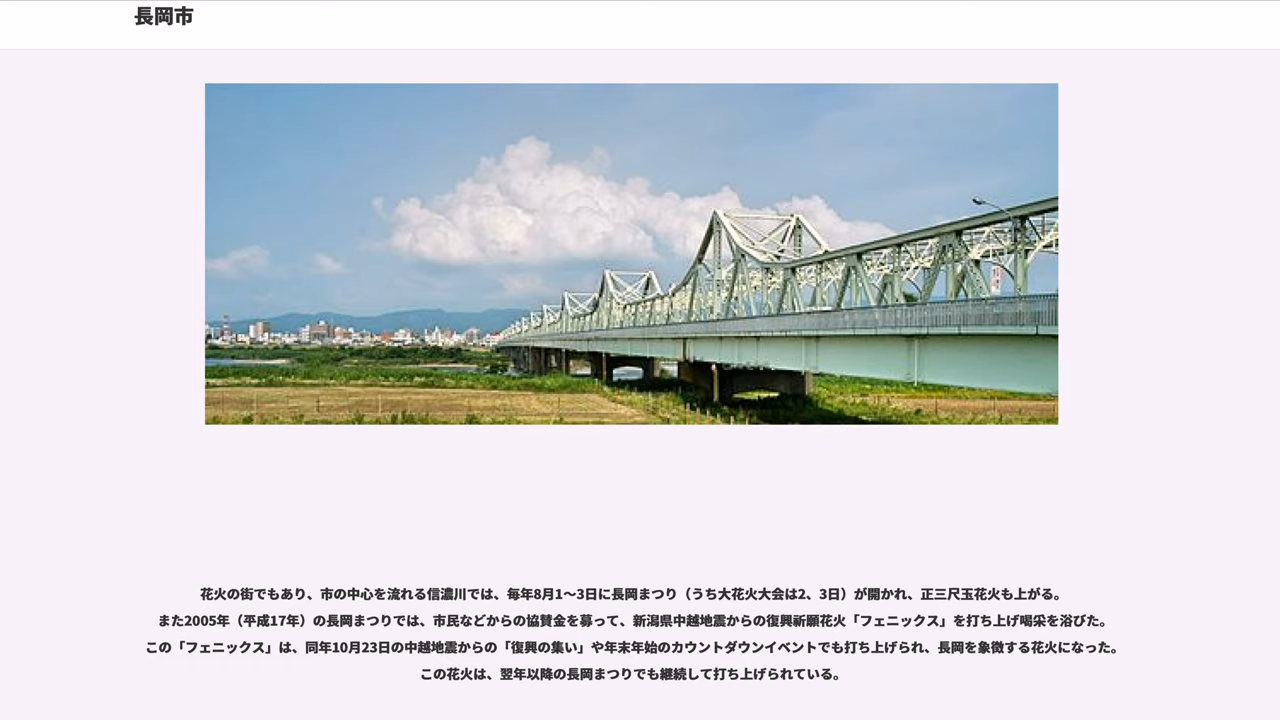 長岡市
花火の街でもあり、市の中心を流れる信濃川では、毎年8月1〜3日に長岡まつり（うち大花火大会は2、3日）が開かれ、正三尺玉花火も上がる。
また2005年（平成17年）の長岡まつりでは、市民などからの協賛金を募って、新潟県中越地震からの復興祈願花火「フェニックス」を打ち上げ喝采を浴びた。
この「フェニックス」は、同年10月23日の中越地震からの「復興の集い」や年末年始のカウントダウンイベントでも打ち上げられ、長岡を象徴する花火になった。
この花火は、翌年以降の長岡まつりでも継続して打ち上げられている。